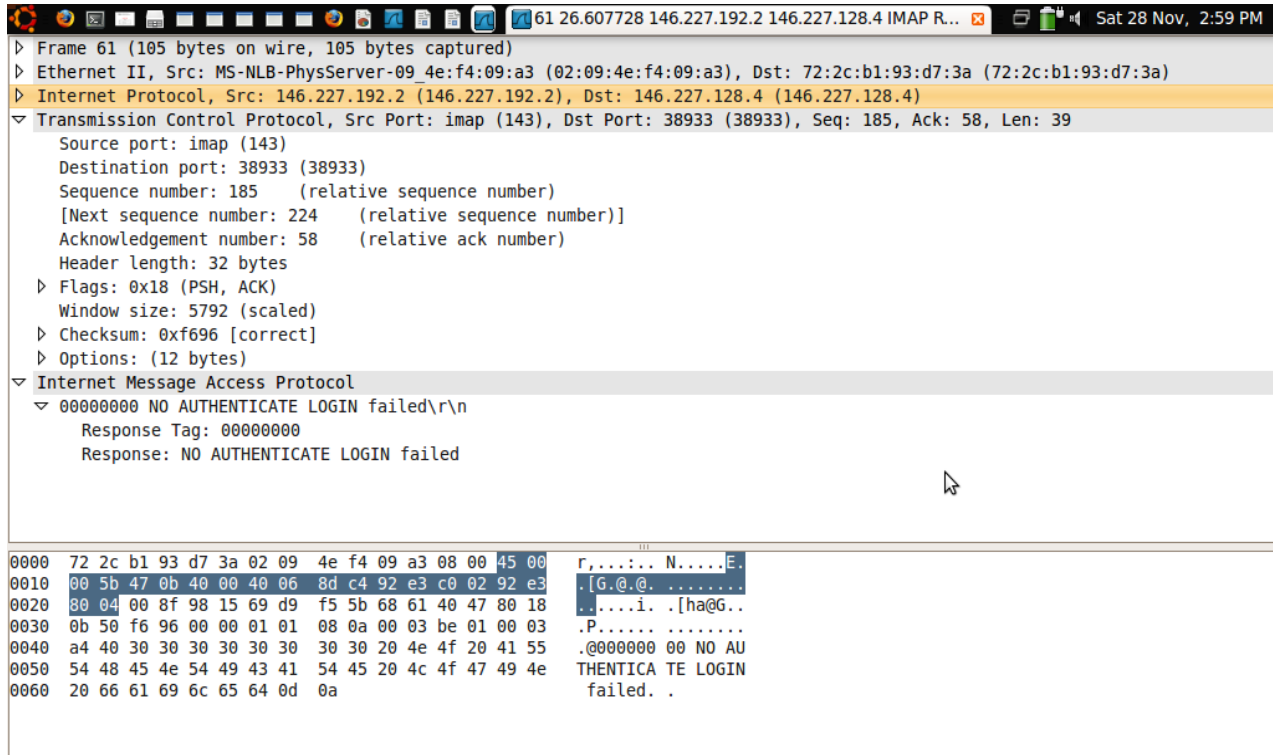 61 26.607728 146.227.192.2 146.227.128.4 IMAP R... Sat 28 Nov, 2:59 PM
Frame 61 (105 bytes on wire, 105 bytes captured)
Ethernet II, Src: MS-NLB-PhysServer-09_4e:f4:09:a3 (02:09:4e:f4:09:a3), Dst: 72:2c:b1:93:d7:3a (72:2c:b1:93:d7:3a)
Internet Protocol, Src: 146.227.192.2 (146.227.192.2), Dst: 146.227.128.4 (146.227.128.4)
Transmission Control Protocol, Src Port: imap (143), Dst Port: 38933 (38933), Seq: 185, Ack: 58, Len: 39
Source port: imap (143)
Destination port: 38933 (38933)
Sequence number: 185    (relative sequence number)
[Next sequence number: 224    (relative sequence number)]
Acknowledgement number: 58    (relative ack number)
Header length: 32 bytes
Flags: 0x18 (PSH, ACK)
Window size: 5792 (scaled)
Checksum: 0xf696 [correct]
Options: (12 bytes)
Internet Message Access Protocol
00000000 NO AUTHENTICATE LOGIN failed\r\n
Response Tag: 00000000
Response: NO AUTHENTICATE LOGIN failed
0000  72 2c b1 93 d7 3a 02 09  4e f4 09 a3 08 00 45 00   r,...:.. N.....E.
0010  00 5b 47 0b 40 00 40 06  8d c4 92 e3 c0 02 92 e3   .[G.@.@. ........
0020  80 04 00 8f 98 15 69 d9  f5 5b 68 61 40 47 80 18   ......i. .[ha@G..
0030  0b 50 f6 96 00 00 01 01  08 0a 00 03 be 01 00 03   .P...... ........
0040  a4 40 30 30 30 30 30 30  30 30 20 4e 4f 20 41 55   .@000000 00 NO AU
0050  54 48 45 4e 54 49 43 41  54 45 20 4c 4f 47 49 4e   THENTICA TE LOGIN
0060  20 66 61 69 6c 65 64 0d  0a   failed. .